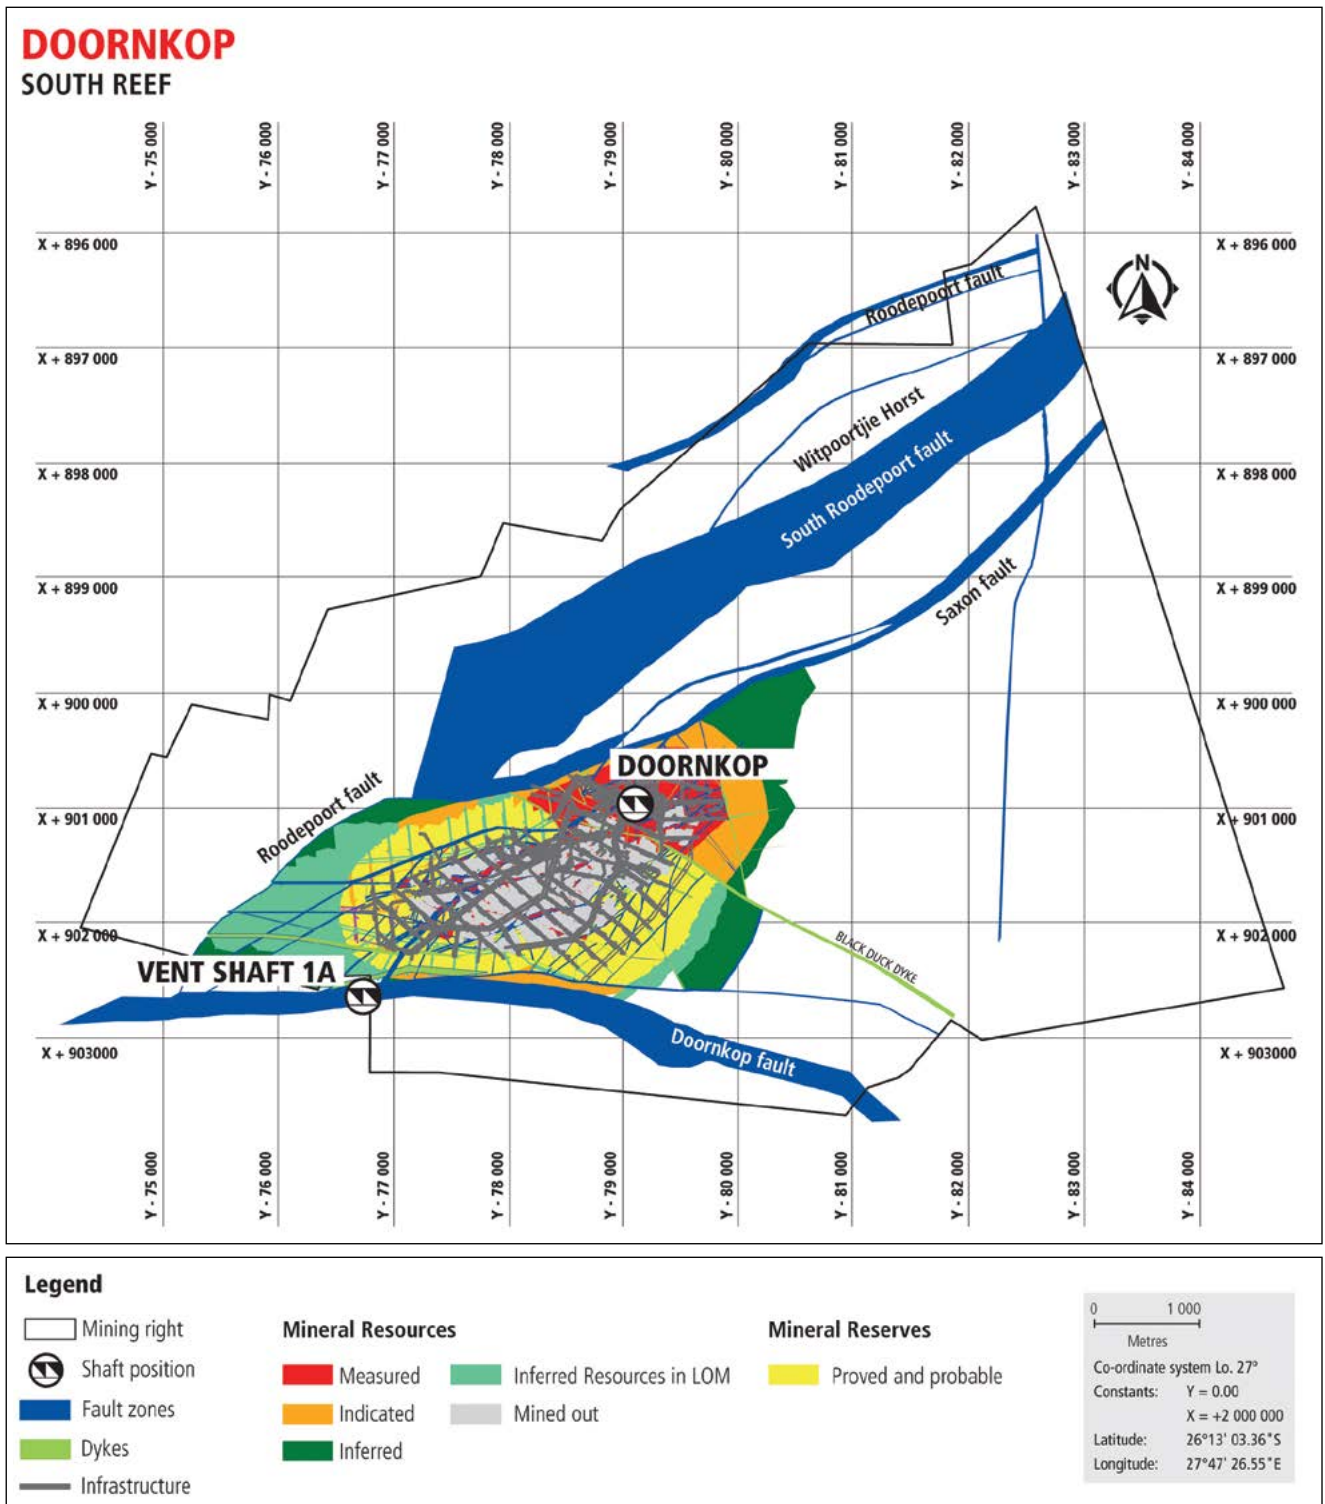 DOORNKOP
SOUTH REEF
Y - 75 000
Y - 76 000
Y - 77 000
Y - 78 000
Y - 79 000
Y - 80 000
Y - 81 000
Y - 82 000
Y - 83 000
Y - 84 000
X + 896 000
X + 896 000
N
Roodepoort fault
X + 897 000
X + 897 000
Witpoortjie Horst
South Roodepoort fault
X + 898 000
X + 898 000
X + 899 000
X + 899 000
Saxon fault
X + 900 000
X + 900 000
DOORNKOP
Roodepoort fault
X + 901 000
X + 901 000
X + 902 000
X + 902 000
BLACK DUCK DYKE
VENT SHAFT 1A
Doornkop fault
X + 903000
X + 903000
Y - 75 000
Y - 76 000
Y - 77 000
Y - 78 000
Y - 79 000
Y - 80 000
Y - 81 000
Y - 82 000
Y - 83 000
Y - 84 000
Legend
Mining right
Shaft position
Fault zones
Dykes
Infrastructure
Mineral Resources
Measured
Indicated
Inferred
Inferred Resources in LOM
Mined out
Mineral Reserves
Proved and probable
0 1 000
Metres
Co-ordinate system Lo. 27°
Constants: Y = 0.00
X = +2 000 000
Latitude: 26°13' 03.36"S
Longitude: 27°47' 26.55"E